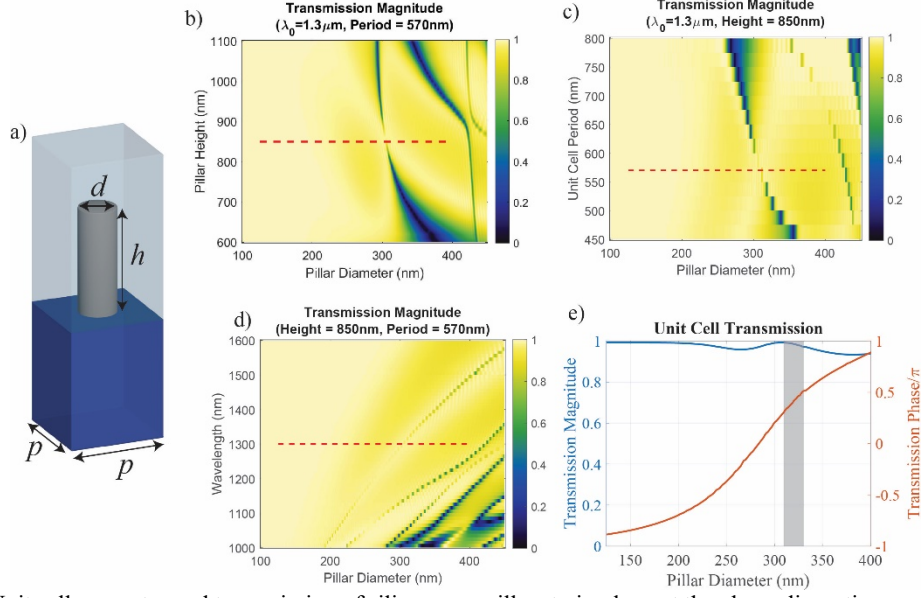 a)
d
h
p
p
b)
Transmission Magnitude
(λ0=1.3μm, Period = 570nm)
Pillar Height (nm)
1100
1000
900
800
700
600
100
200
300
400
Pillar Diameter (nm)
1
0.8
0.6
0.4
0.2
0
c)
Transmission Magnitude
(λ0=1.3μm, Height = 850nm)
Unit Cell Period (nm)
800
750
700
650
600
550
500
450
100
200
300
400
Pillar Diameter (nm)
1
0.8
0.6
0.4
0.2
0
d)
Transmission Magnitude
(Height = 850nm, Period = 570nm)
Wavelength (nm)
1600
1500
1400
1300
1200
1100
1000
100
200
300
400
Pillar Diameter (nm)
1
0.8
0.6
0.4
0.2
0
e)
Unit Cell Transmission
Transmission Magnitude
1
0.8
0.6
0.4
0.2
0
150
200
250
300
350
400
Pillar Diameter (nm)
1
0.5
0
-0.5
-1
Transmission Phase/π